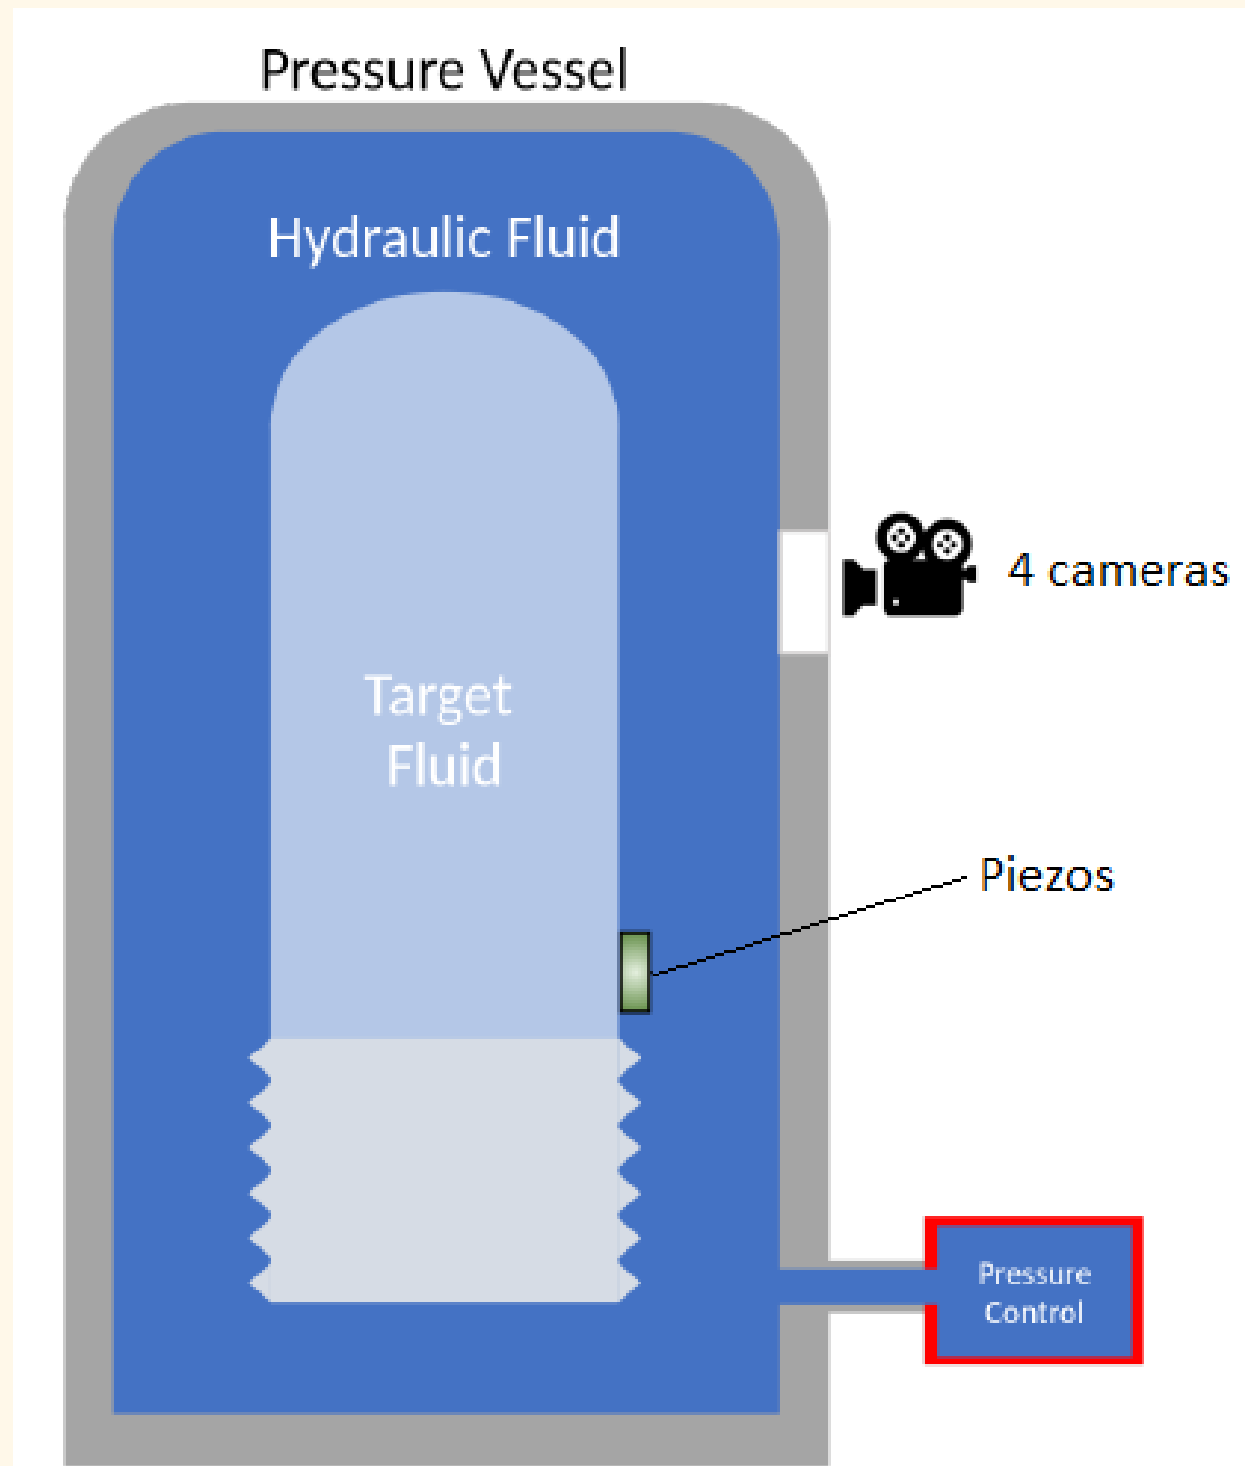 Pressure Vessel
Hydraulic Fluid
4 cameras
Target
Fluid
Piezos
Pressure
Control